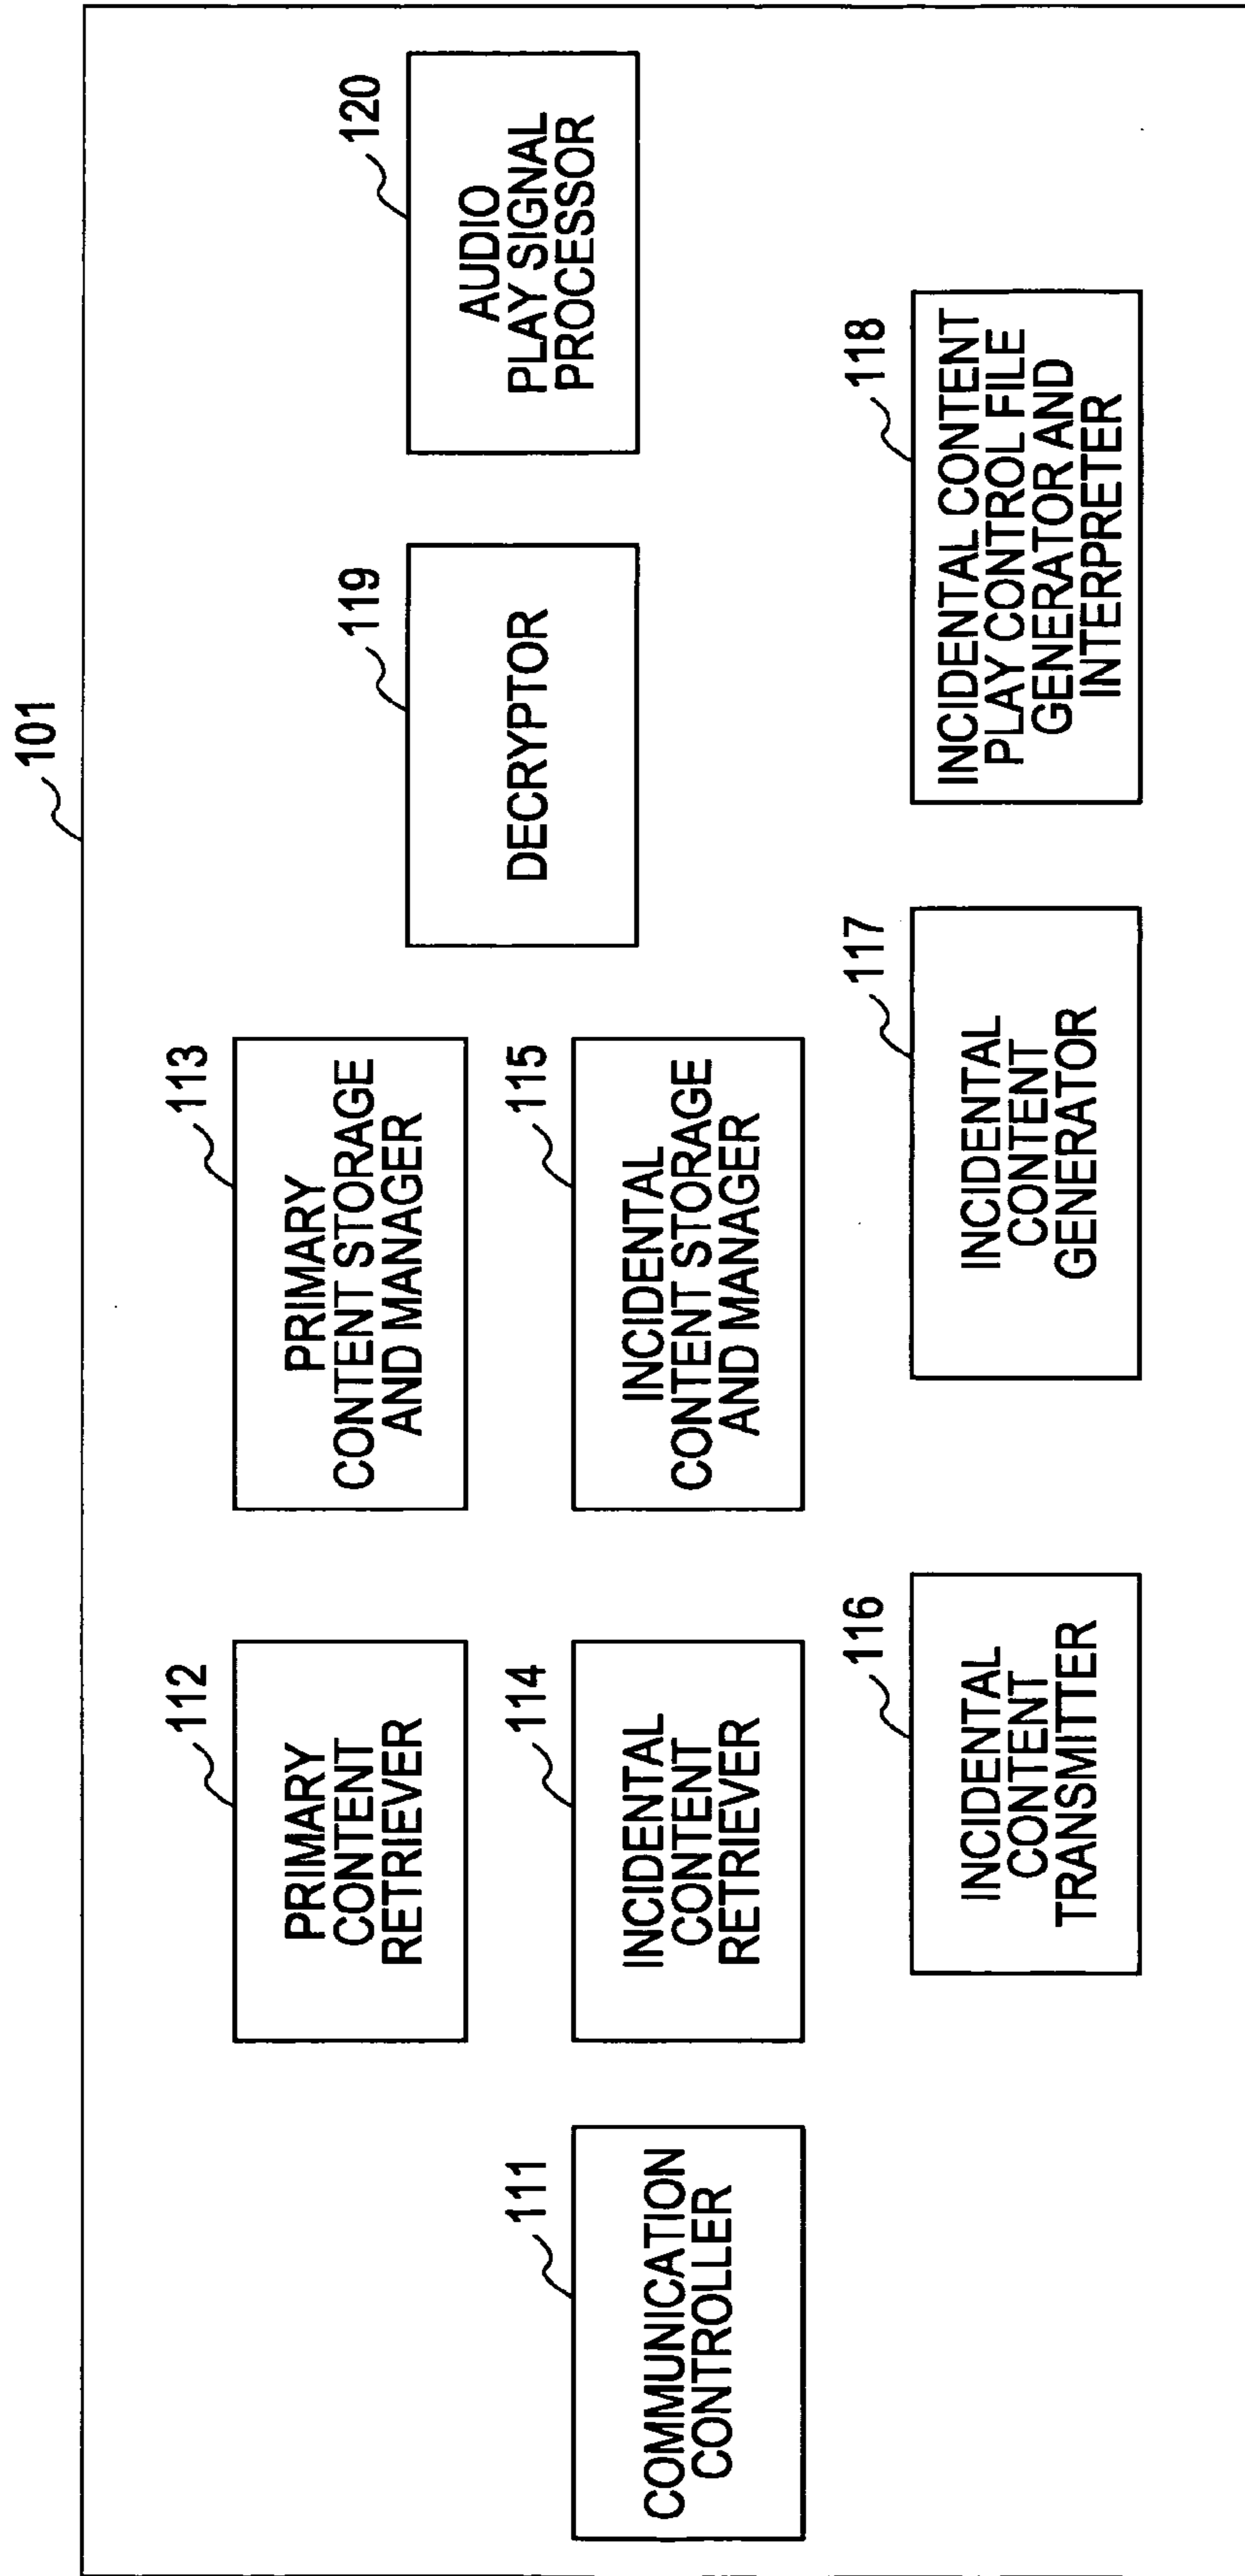 101
111
COMMUNICATION
CONTROLLER
112
PRIMARY
CONTENT
RETRIEVER
113
PRIMARY
CONTENT STORAGE
AND MANAGER
114
INCIDENTAL
CONTENT
RETRIEVER
115
INCIDENTAL
CONTENT STORAGE
AND MANAGER
116
INCIDENTAL
CONTENT
TRANSMITTER
117
INCIDENTAL
CONTENT
GENERATOR
118
INCIDENTAL CONTENT
PLAY CONTROL FILE
GENERATOR AND
INTERPRETER
119
DECRYPTOR
120
AUDIO
PLAY SIGNAL
PROCESSOR